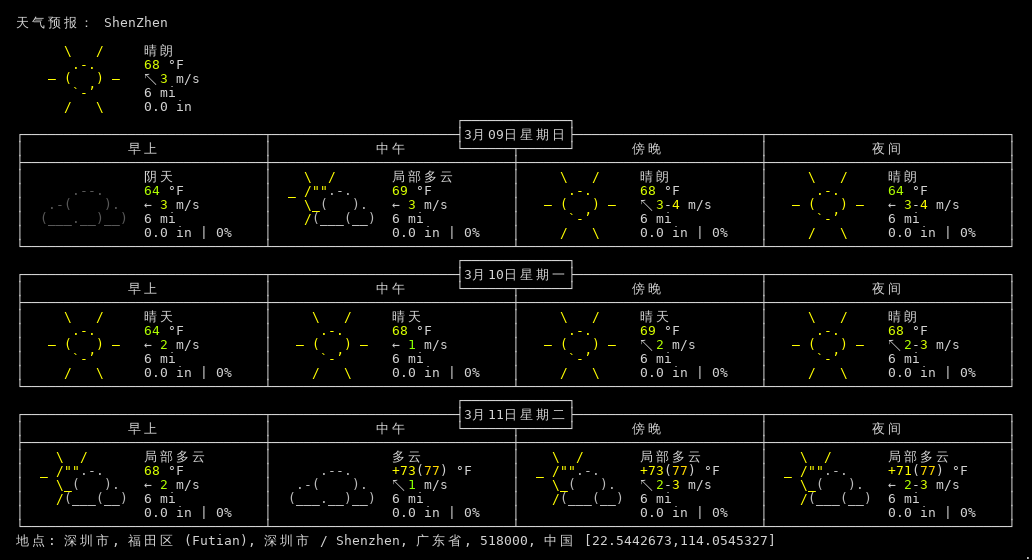 天气预报： ShenZhen
晴朗
68 °F
↖ 3 m/s
6 mi
0.0 in
3月09日星期日
早上 中午 傍晚 夜间
阴天 局部多云 晴朗 晴朗
64 °F 69 °F 68 °F 64 °F
← 3 m/s ← 3 m/s ↖ 3-4 m/s ← 3-4 m/s
6 mi 6 mi 6 mi 6 mi
0.0 in | 0% 0.0 in | 0% 0.0 in | 0% 0.0 in | 0%
3月10日星期一
早上 中午 傍晚 夜间
晴天 晴天 晴天 晴朗
64 °F 68 °F 69 °F 68 °F
← 2 m/s ← 1 m/s ↖ 2 m/s ↖ 2-3 m/s
6 mi 6 mi 6 mi 6 mi
0.0 in | 0% 0.0 in | 0% 0.0 in | 0% 0.0 in | 0%
3月11日星期二
早上 中午 傍晚 夜间
局部多云 多云 局部多云 局部多云
68 °F +73(77) °F +73(77) °F +71(77) °F
← 2 m/s ↖ 1 m/s ↖ 2-3 m/s ← 2-3 m/s
6 mi 6 mi 6 mi 6 mi
0.0 in | 0% 0.0 in | 0% 0.0 in | 0% 0.0 in | 0%
地点: 深圳市, 福田区 (Futian), 深圳市 / Shenzhen, 广东省, 518000, 中国 [22.5442673,114.0545327]